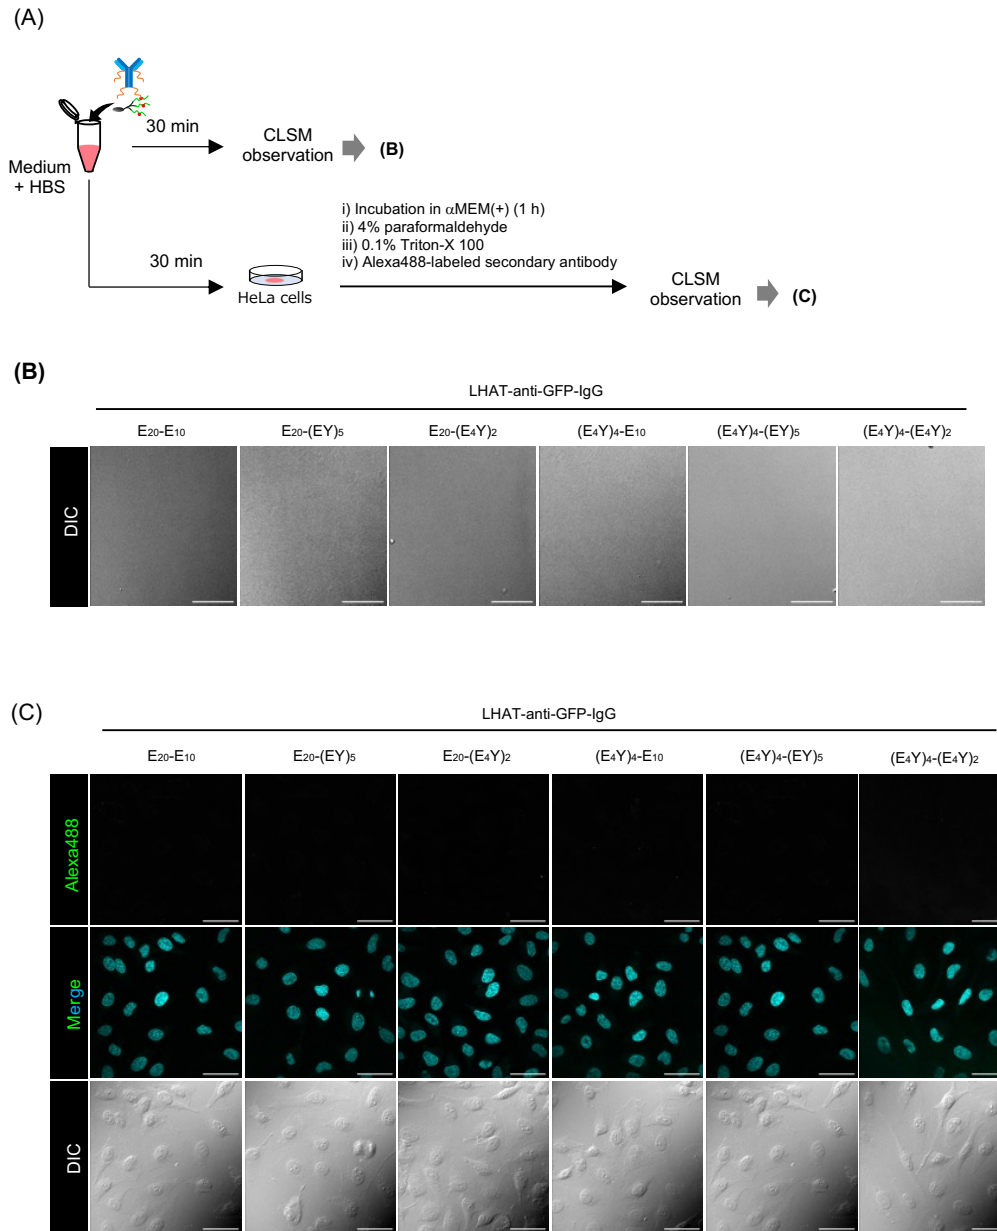 (A)
30 min
CLSM
observation
(B)
Medium
+ HBS
i) Incubation in αMEM(+) (1 h)
ii) 4% paraformaldehyde
iii) 0.1% Triton-X 100
iv) Alexa488-labeled secondary antibody
30 min
HeLa cells
CLSM
observation
(C)
(B)
LHAT-anti-GFP-IgG
E20-E10 E20-(EY)5 E20-(E4Y)2 (E4Y)4-E10 (E4Y)4-(EY)5 (E4Y)4-(E4Y)2
DIC
(C)
LHAT-anti-GFP-IgG
E20-E10 E20-(EY)5 E20-(E4Y)2 (E4Y)4-E10 (E4Y)4-(EY)5 (E4Y)4-(E4Y)2
Alexa488
Merge
DIC